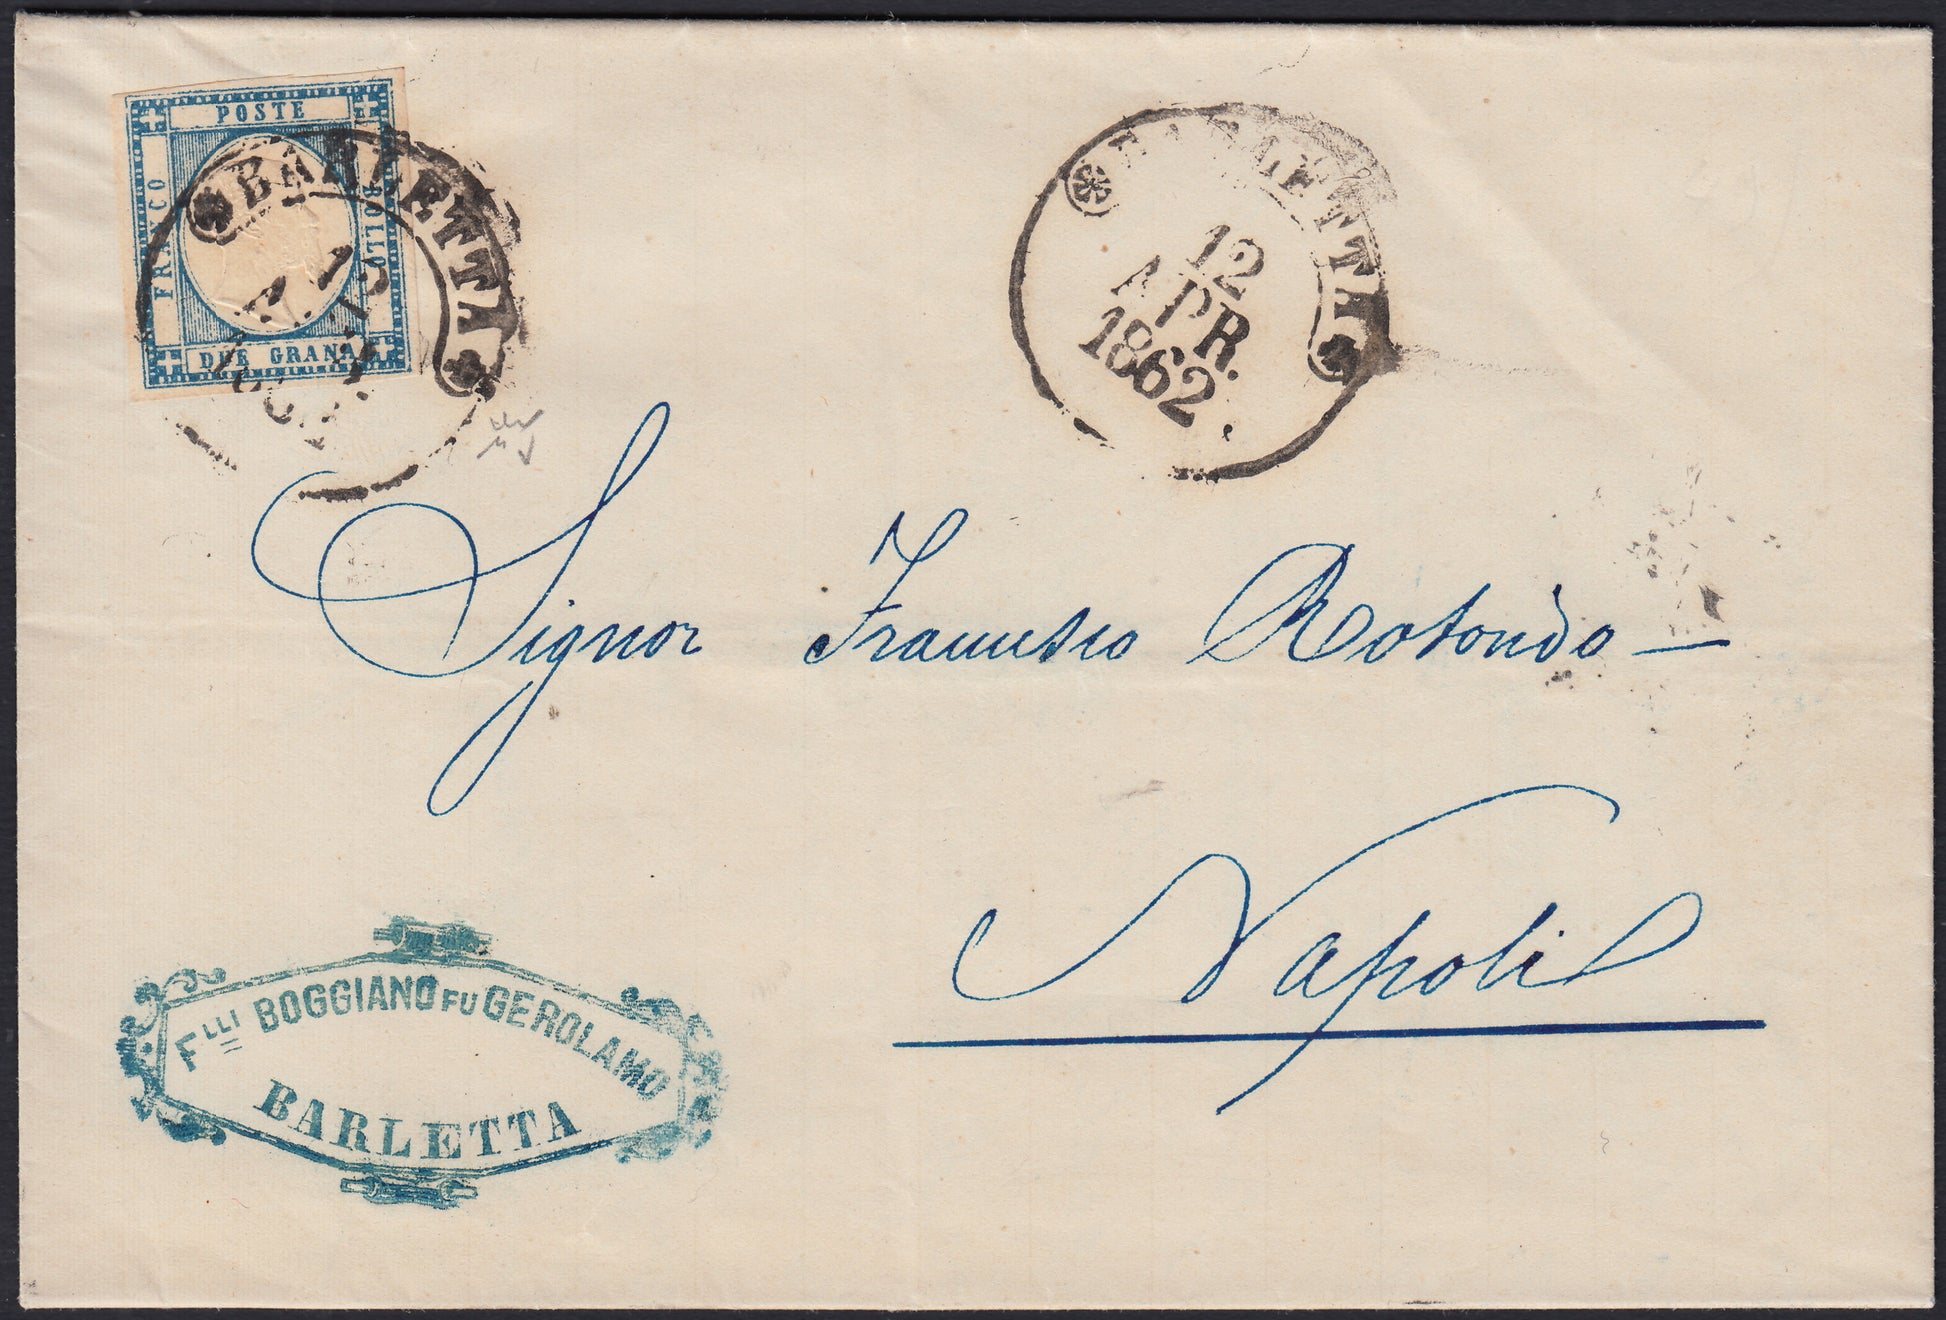 POSTE
FRANCO
BOLLO
DUE GRANA
BARLETTA
12
BARLETTA
12
APR.
1862
Signor Francesco Rotondo —
Napoli
Flli BOGGIANO FU GEROLAMO
BARLETTA